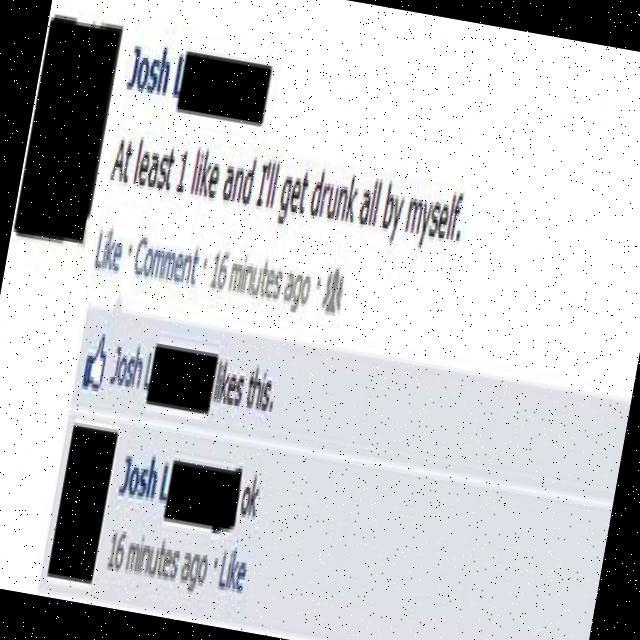 Josh L
At least 1 like and I'll get drunk all by myself.
Like · Comment · 16 minutes ago ·
Josh L likes this.
Josh L ok
16 minutes ago · Like